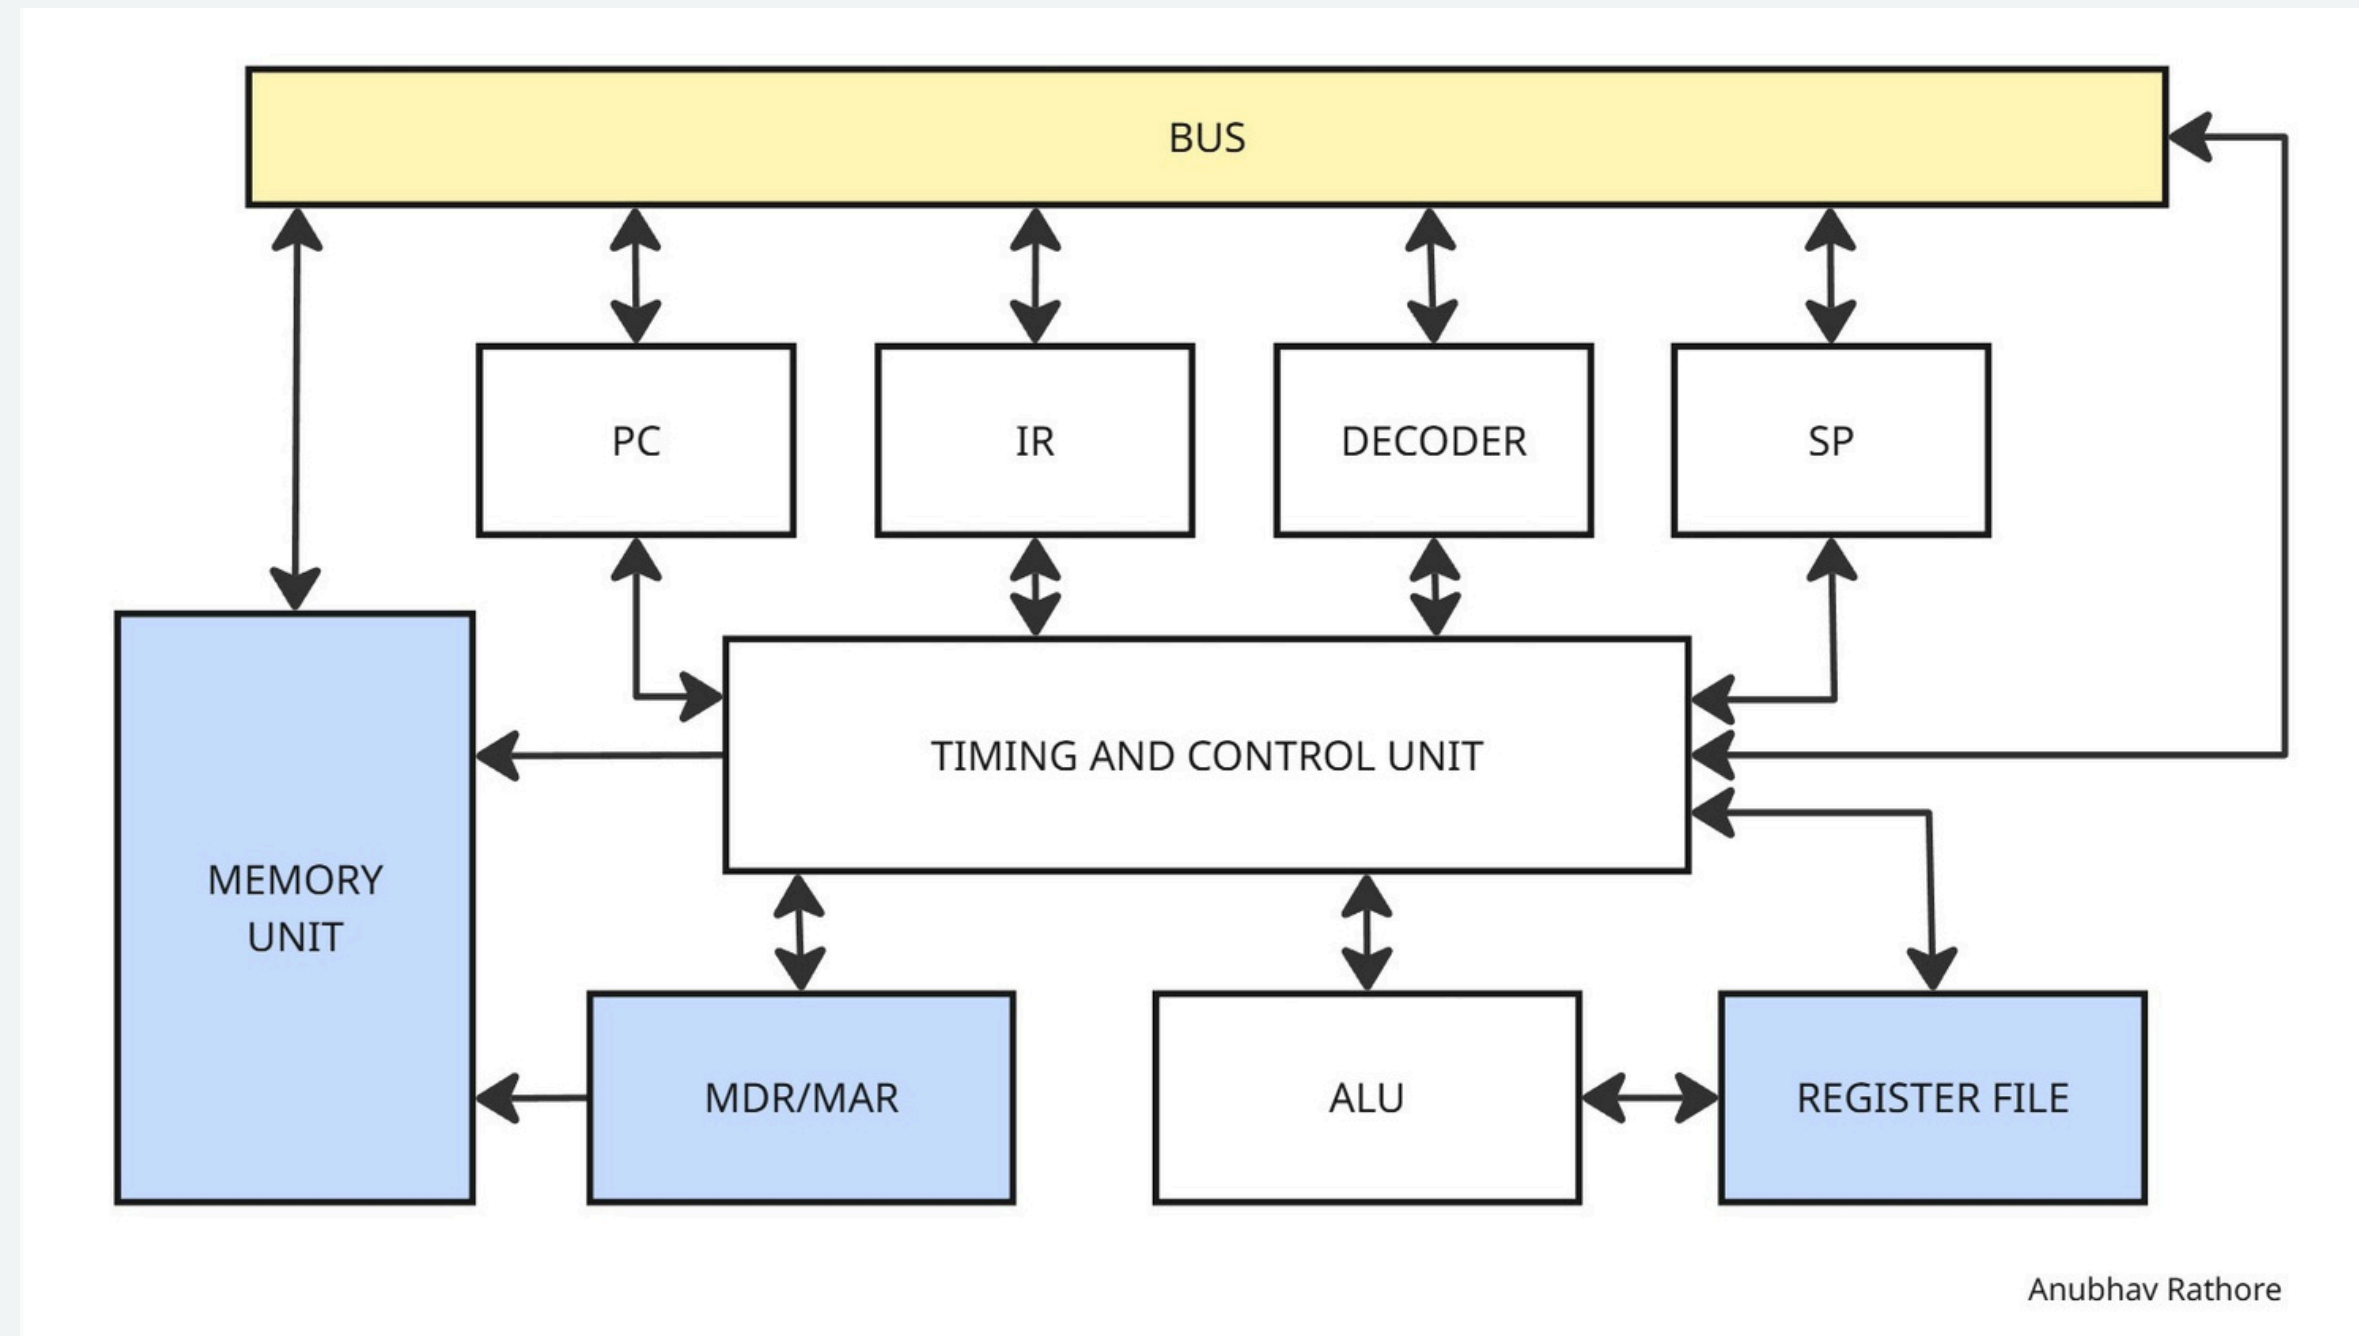 BUS
PC
IR
DECODER
SP
TIMING AND CONTROL UNIT
MEMORY
UNIT
MDR/MAR
ALU
REGISTER FILE
Anubhav Rathore